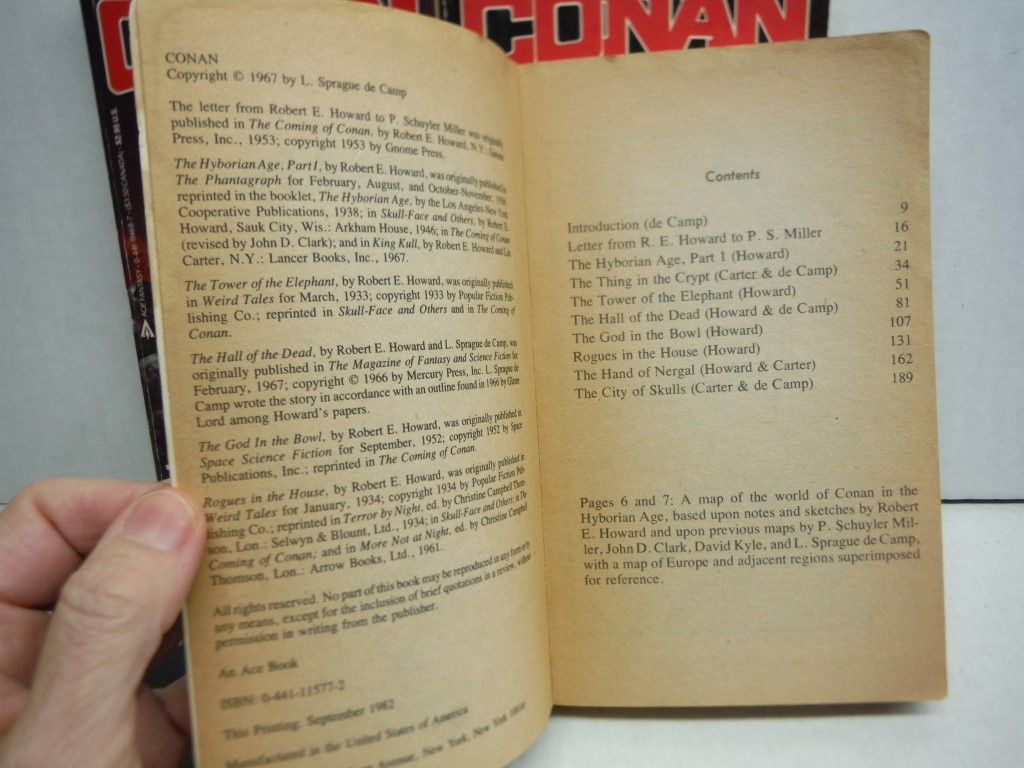 CONAN
CONAN
Copyright © 1967 by L. Sprague de Camp
The letter from Robert E. Howard to P. Schuyler Miller was originally
published in The Coming of Conan, by Robert E. Howard, N.Y.: Gnome
Press, Inc., 1953; copyright 1953 by Gnome Press.
The Hyborian Age, Part I, by Robert E. Howard, was originally published in
The Phantagraph for February, August, and October-November, 1936;
reprinted in the booklet, The Hyborian Age, by the Los Angeles-New York
Cooperative Publications, 1938; in Skull-Face and Others, by Robert E.
Howard, Sauk City, Wis.: Arkham House, 1946; in The Coming of Conan
(revised by John D. Clark); and in King Kull, by Robert E. Howard and Lin
Carter, N.Y.: Lancer Books, Inc., 1967.
The Tower of the Elephant, by Robert E. Howard, was originally published
in Weird Tales for March, 1933; copyright 1933 by Popular Fiction Pub-
lishing Co.; reprinted in Skull-Face and Others and in The Coming of
Conan.
The Hall of the Dead, by Robert E. Howard and L. Sprague de Camp, was
originally published in The Magazine of Fantasy and Science Fiction for
February, 1967; copyright © 1966 by Mercury Press, Inc. L. Sprague de
Camp wrote the story in accordance with an outline found in 1966 by Glenn
Lord among Howard's papers.
The God In the Bowl, by Robert E. Howard, was originally published in
Space Science Fiction for September, 1952; copyright 1952 by Space
Publications, Inc.; reprinted in The Coming of Conan.
Rogues in the House, by Robert E. Howard, was originally published in
Weird Tales for January, 1934; copyright 1934 by Popular Fiction Pub-
lishing Co.; reprinted in Terror by Night, ed. by Christine Campbell Thom-
son, Lon.: Selwyn & Blount, Ltd., 1934; in Skull-Face and Others; in The
Coming of Conan; and in More Not at Night, ed. by Christine Campbell
Thomson, Lon.: Arrow Books, Ltd., 1961.
All rights reserved. No part of this book may be reproduced in any form or by
any means, except for the inclusion of brief quotations in a review, without
permission in writing from the publisher.
An Ace Book
ISBN: 0-441-11577-2
This Printing: September 1982
Manufactured in the United States of America
Avenue, New York, New York 10016
Contents
Introduction (de Camp) 9
Letter from R. E. Howard to P. S. Miller 16
The Hyborian Age, Part 1 (Howard) 21
The Thing in the Crypt (Carter & de Camp) 34
The Tower of the Elephant (Howard) 51
The Hall of the Dead (Howard & de Camp) 81
The God in the Bowl (Howard) 107
Rogues in the House (Howard) 131
The Hand of Nergal (Howard & Carter) 162
The City of Skulls (Carter & de Camp) 189
Pages 6 and 7: A map of the world of Conan in the
Hyborian Age, based upon notes and sketches by Robert
E. Howard and upon previous maps by P. Schuyler Mil-
ler, John D. Clark, David Kyle, and L. Sprague de Camp,
with a map of Europe and adjacent regions superimposed
for reference.